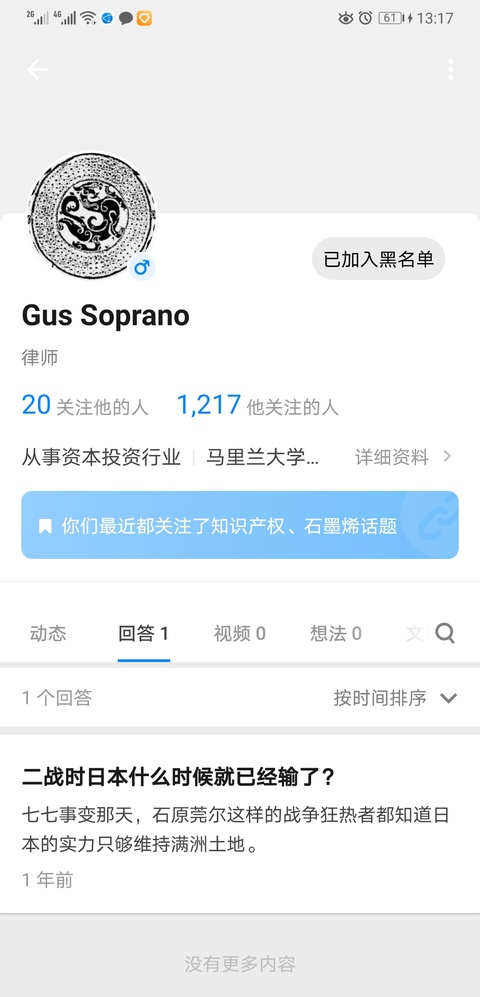 2G 4G 61 13:17
已加入黑名单
Gus Soprano
律师
20 关注他的人 1,217 他关注的人
从事资本投资行业 马里兰大学... 详细资料
你们最近都关注了知识产权、石墨烯话题
动态 回答 1 视频 0 想法 0 文
1 个回答 按时间排序
二战时日本什么时候就已经输了？
七七事变那天，石原莞尔这样的战争狂热者都知道日
本的实力只够维持满洲土地。
1 年前
没有更多内容